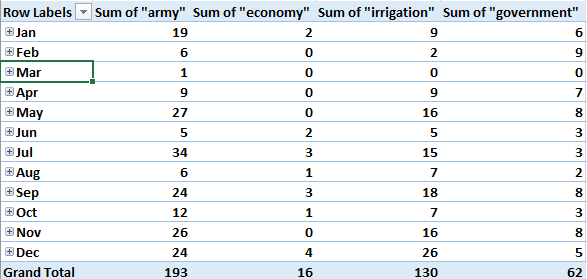 Row Labels Sum of "army" Sum of "economy" Sum of "irrigation" Sum of "government"
Jan 19 2 9 6
Feb 6 0 2 9
Mar 1 0 0 0
Apr 9 0 9 7
May 27 0 16 8
Jun 5 2 5 3
Jul 34 3 15 3
Aug 6 1 7 2
Sep 24 3 18 8
Oct 12 1 7 3
Nov 26 0 16 8
Dec 24 4 26 5
Grand Total 193 16 130 62